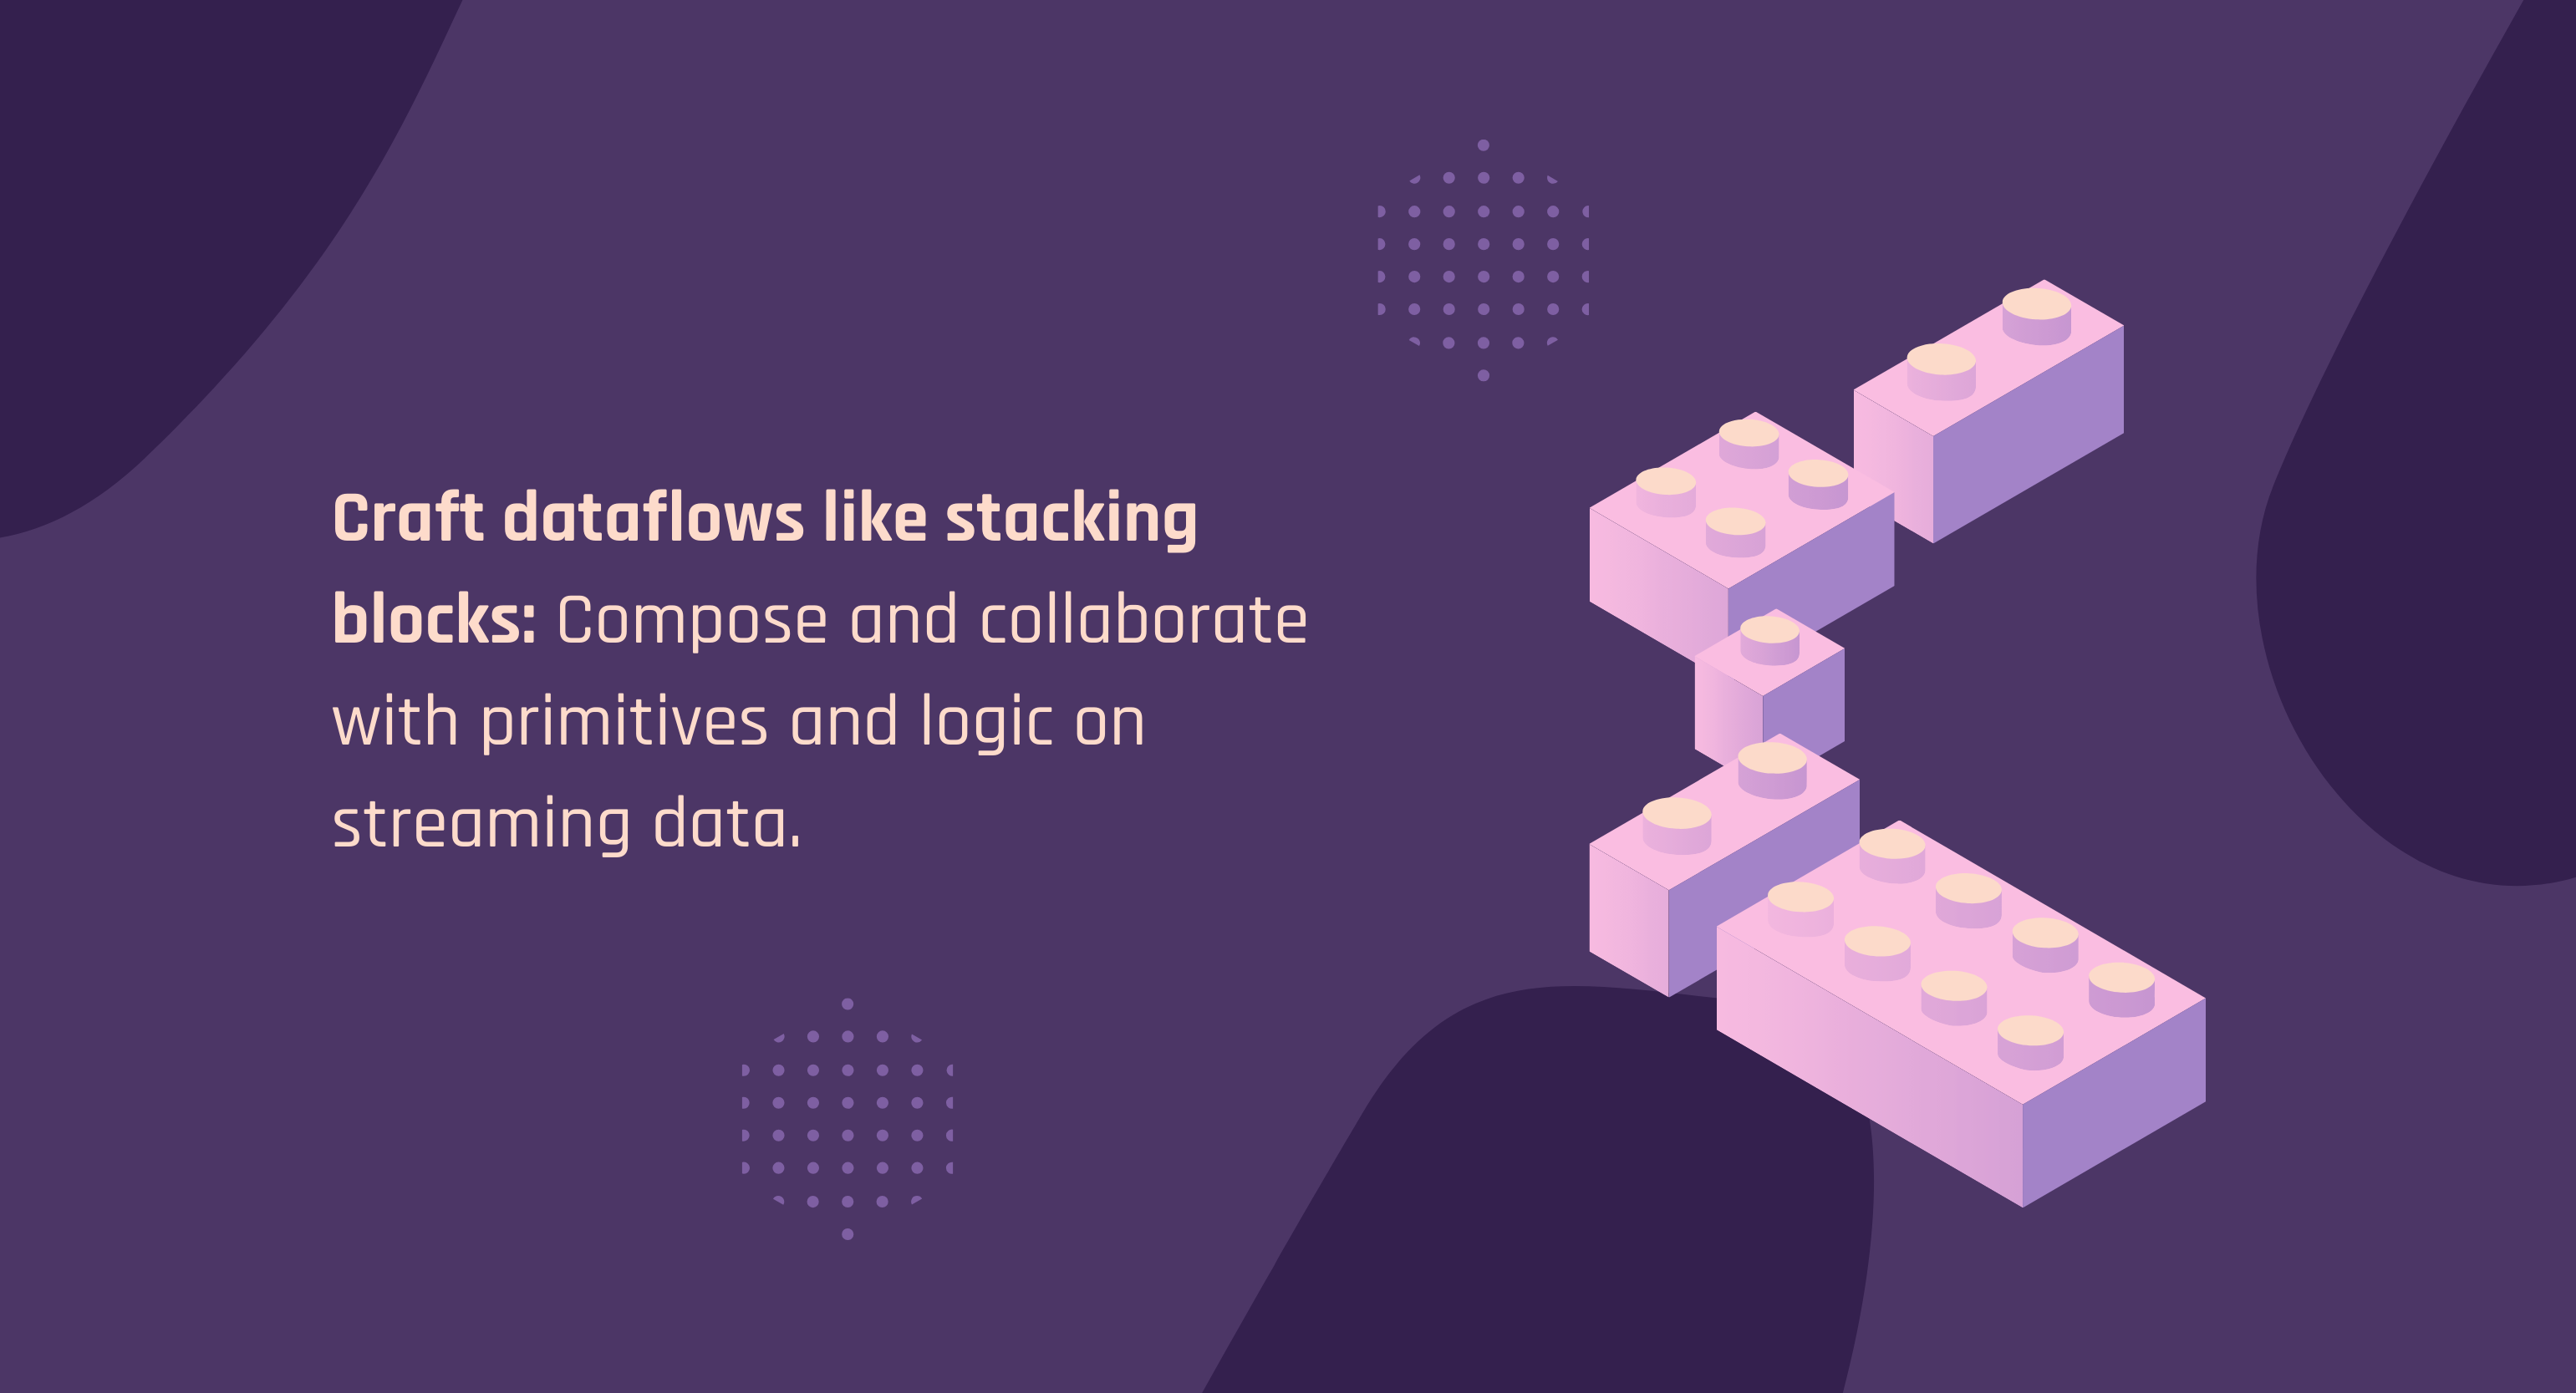 Craft dataflows like stacking
blocks: Compose and collaborate
with primitives and logic on
streaming data.